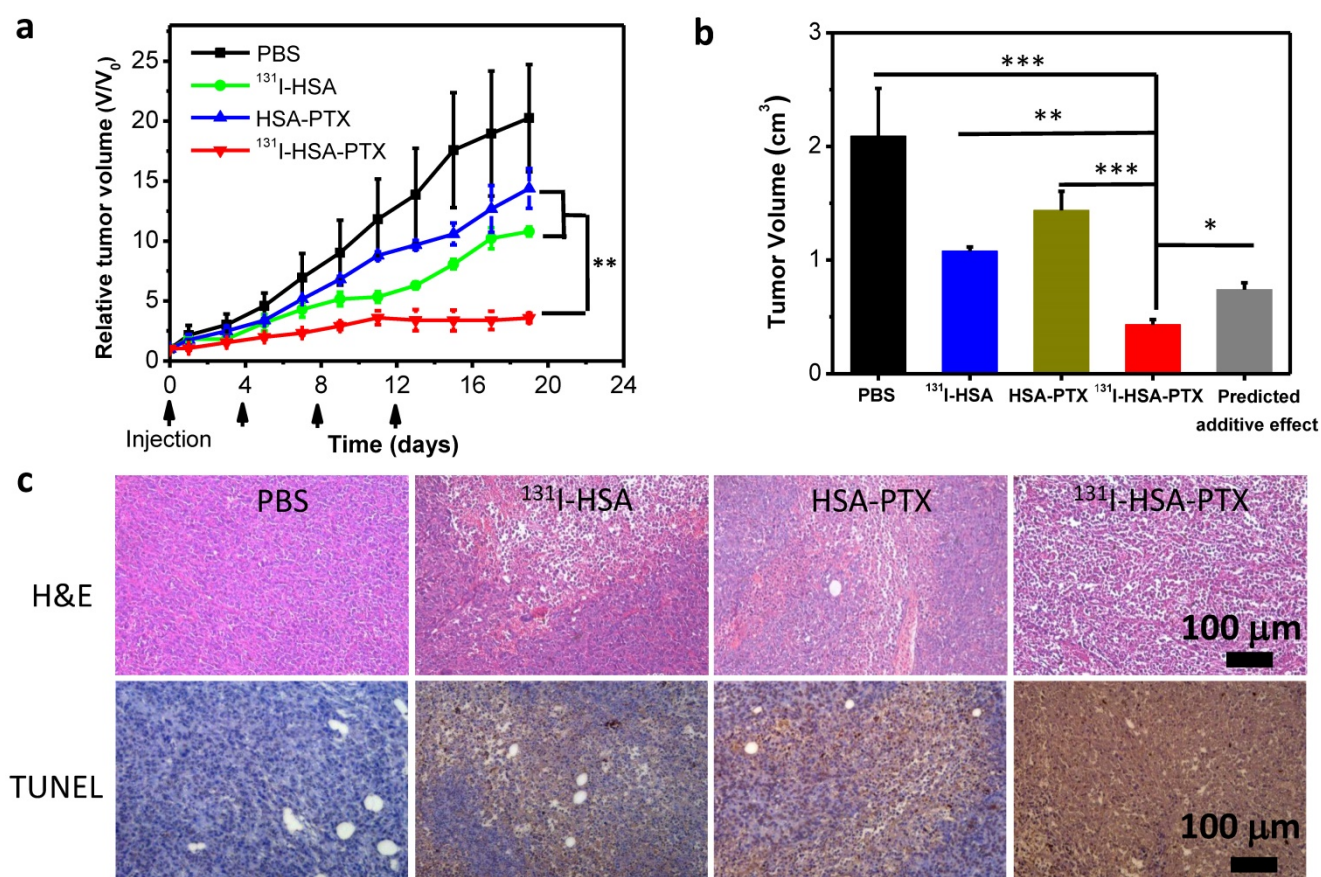 a
Relative tumor volume (V/V₀)
25
20
15
10
5
0
PBS
¹³¹I-HSA
HSA-PTX
¹³¹I-HSA-PTX
**
0 4 8 12 16 20 24
Injection
Time (days)
b
Tumor Volume (cm³)
3
2
1
0
***
**
***
*
PBS
¹³¹I-HSA
HSA-PTX
¹³¹I-HSA-PTX
Predicted
additive effect
c
PBS ¹³¹I-HSA HSA-PTX ¹³¹I-HSA-PTX
H&E
100 μm
TUNEL
100 μm